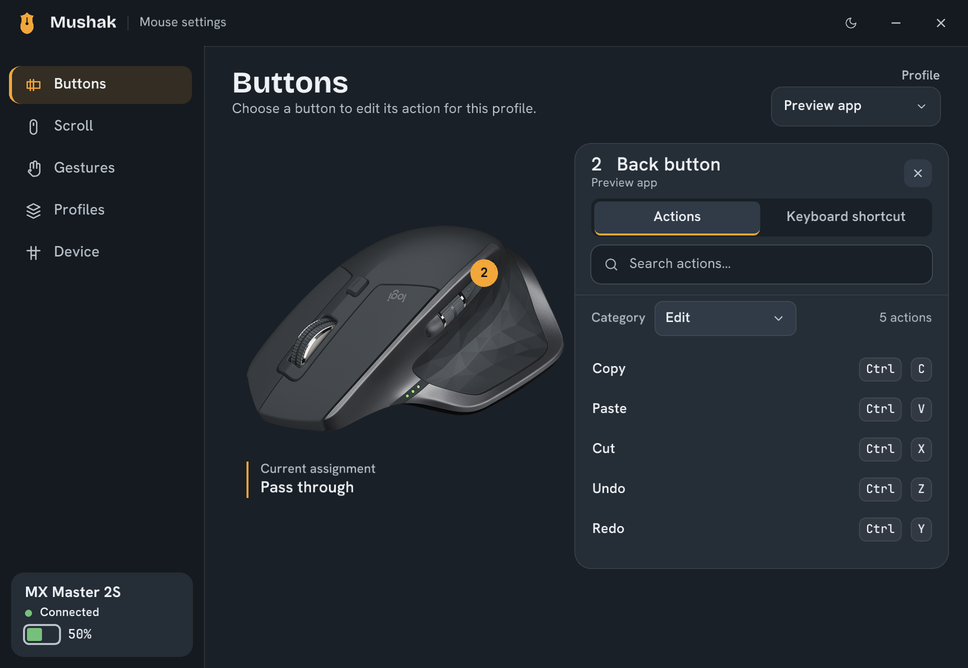 Mushak
Mouse settings
Buttons
Scroll
Gestures
Profiles
Device
MX Master 2S
Connected
50%
Buttons
Choose a button to edit its action for this profile.
Profile
Preview app
logi
2
Current assignment
Pass through
2 Back button
Preview app
Actions
Keyboard shortcut
Search actions...
Category
Edit
5 actions
Copy Ctrl C
Paste Ctrl V
Cut Ctrl X
Undo Ctrl Z
Redo Ctrl Y